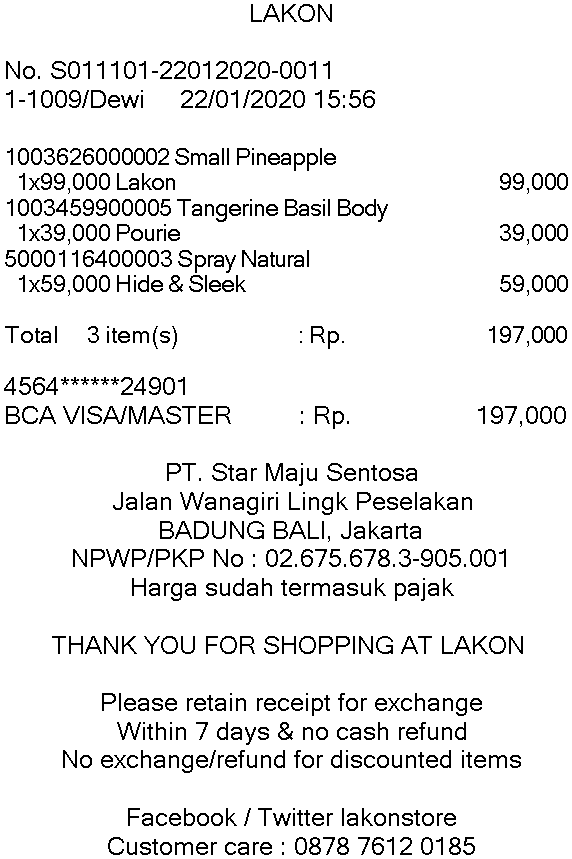 LAKON
No. S011101-22012020-0011
1-1009/Dewi 22/01/2020 15:56
1003626000002 Small Pineapple
1x99,000 Lakon 99,000
1003459900005 Tangerine Basil Body
1x39,000 Pourie 39,000
5000116400003 Spray Natural
1x59,000 Hide & Sleek 59,000
Total 3 item(s) : Rp. 197,000
4564******24901
BCA VISA/MASTER : Rp. 197,000
PT. Star Maju Sentosa
Jalan Wanagiri Lingk Peselakan
BADUNG BALI, Jakarta
NPWP/PKP No : 02.675.678.3-905.001
Harga sudah termasuk pajak
THANK YOU FOR SHOPPING AT LAKON
Please retain receipt for exchange
Within 7 days & no cash refund
No exchange/refund for discounted items
Facebook / Twitter lakonstore
Customer care : 0878 7612 0185